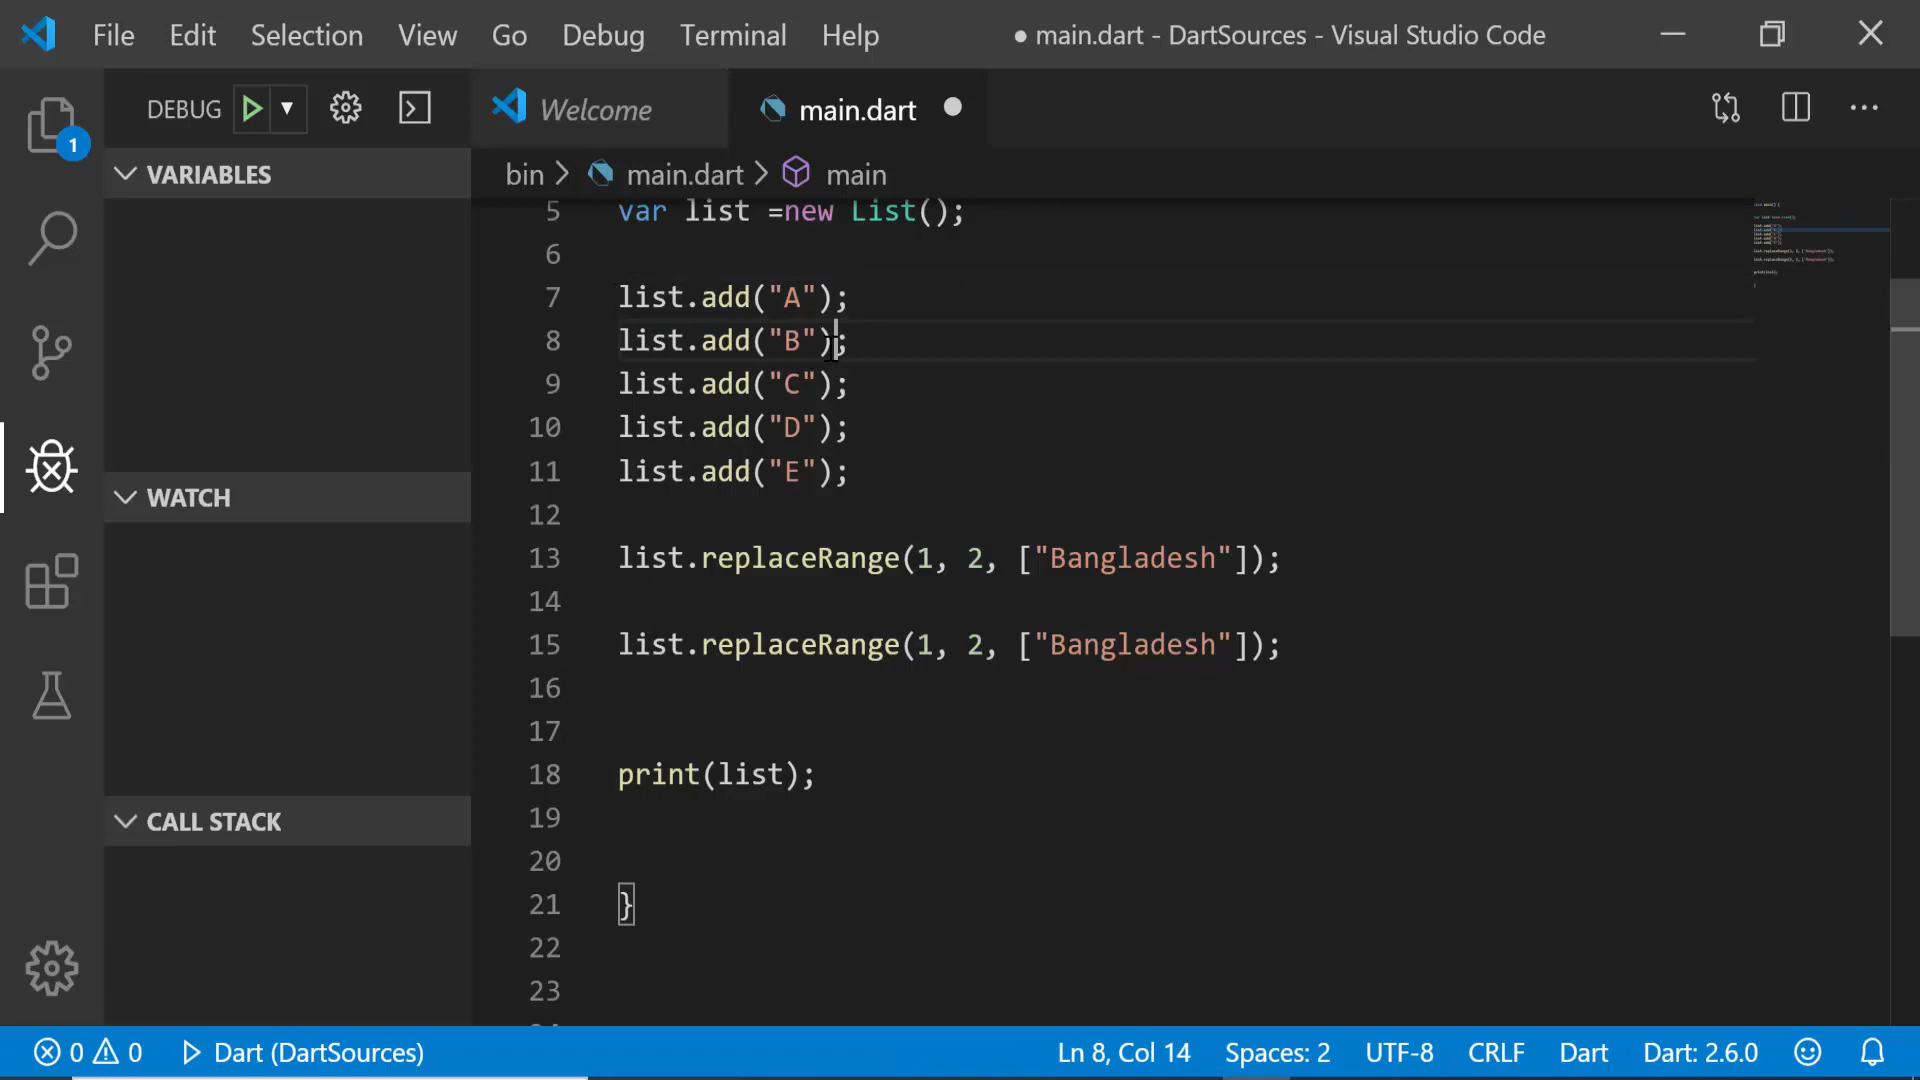 File Edit Selection View Go Debug Terminal Help ● main.dart - DartSources - Visual Studio Code
DEBUG Welcome main.dart
1
VARIABLES
bin > main.dart > main
5 var list =new List();
6
7 list.add("A");
8 list.add("B");
9 list.add("C");
10 list.add("D");
11 list.add("E");
WATCH
12
13 list.replaceRange(1, 2, ["Bangladesh"]);
14
15 list.replaceRange(1, 2, ["Bangladesh"]);
16
17
18 print(list);
19
CALL STACK
20
21 }
22
23
0 0 Dart (DartSources) Ln 8, Col 14 Spaces: 2 UTF-8 CRLF Dart Dart: 2.6.0